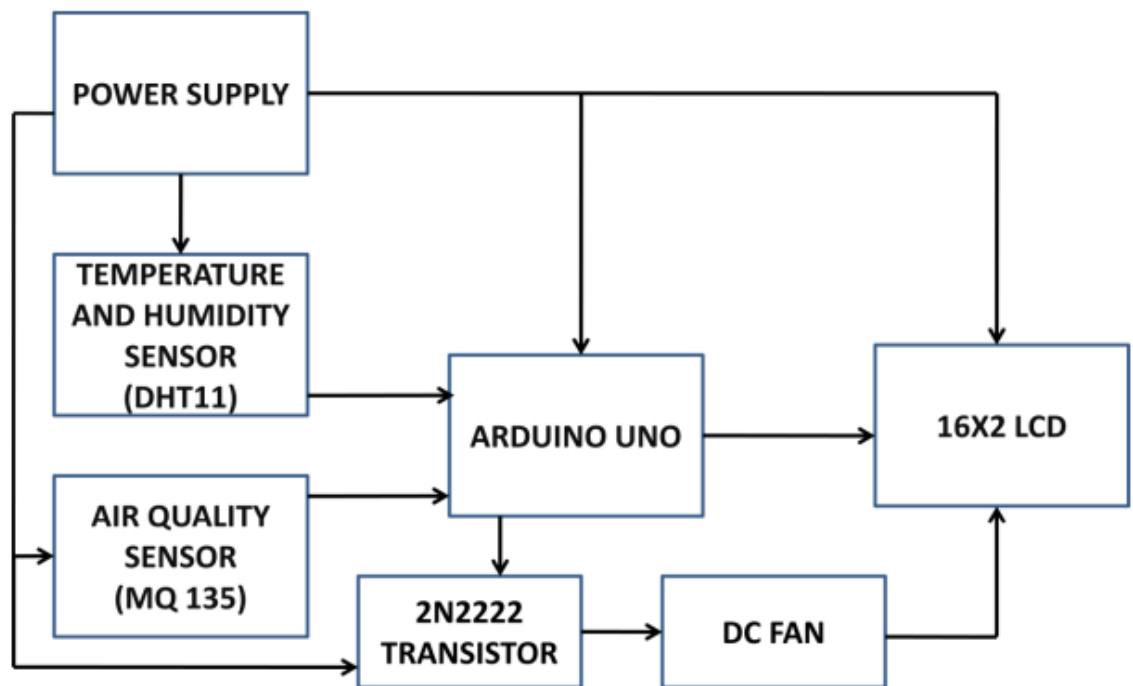 POWER SUPPLY
TEMPERATURE
AND HUMIDITY
SENSOR
(DHT11)
ARDUINO UNO
16X2 LCD
AIR QUALITY
SENSOR
(MQ 135)
2N2222
TRANSISTOR
DC FAN